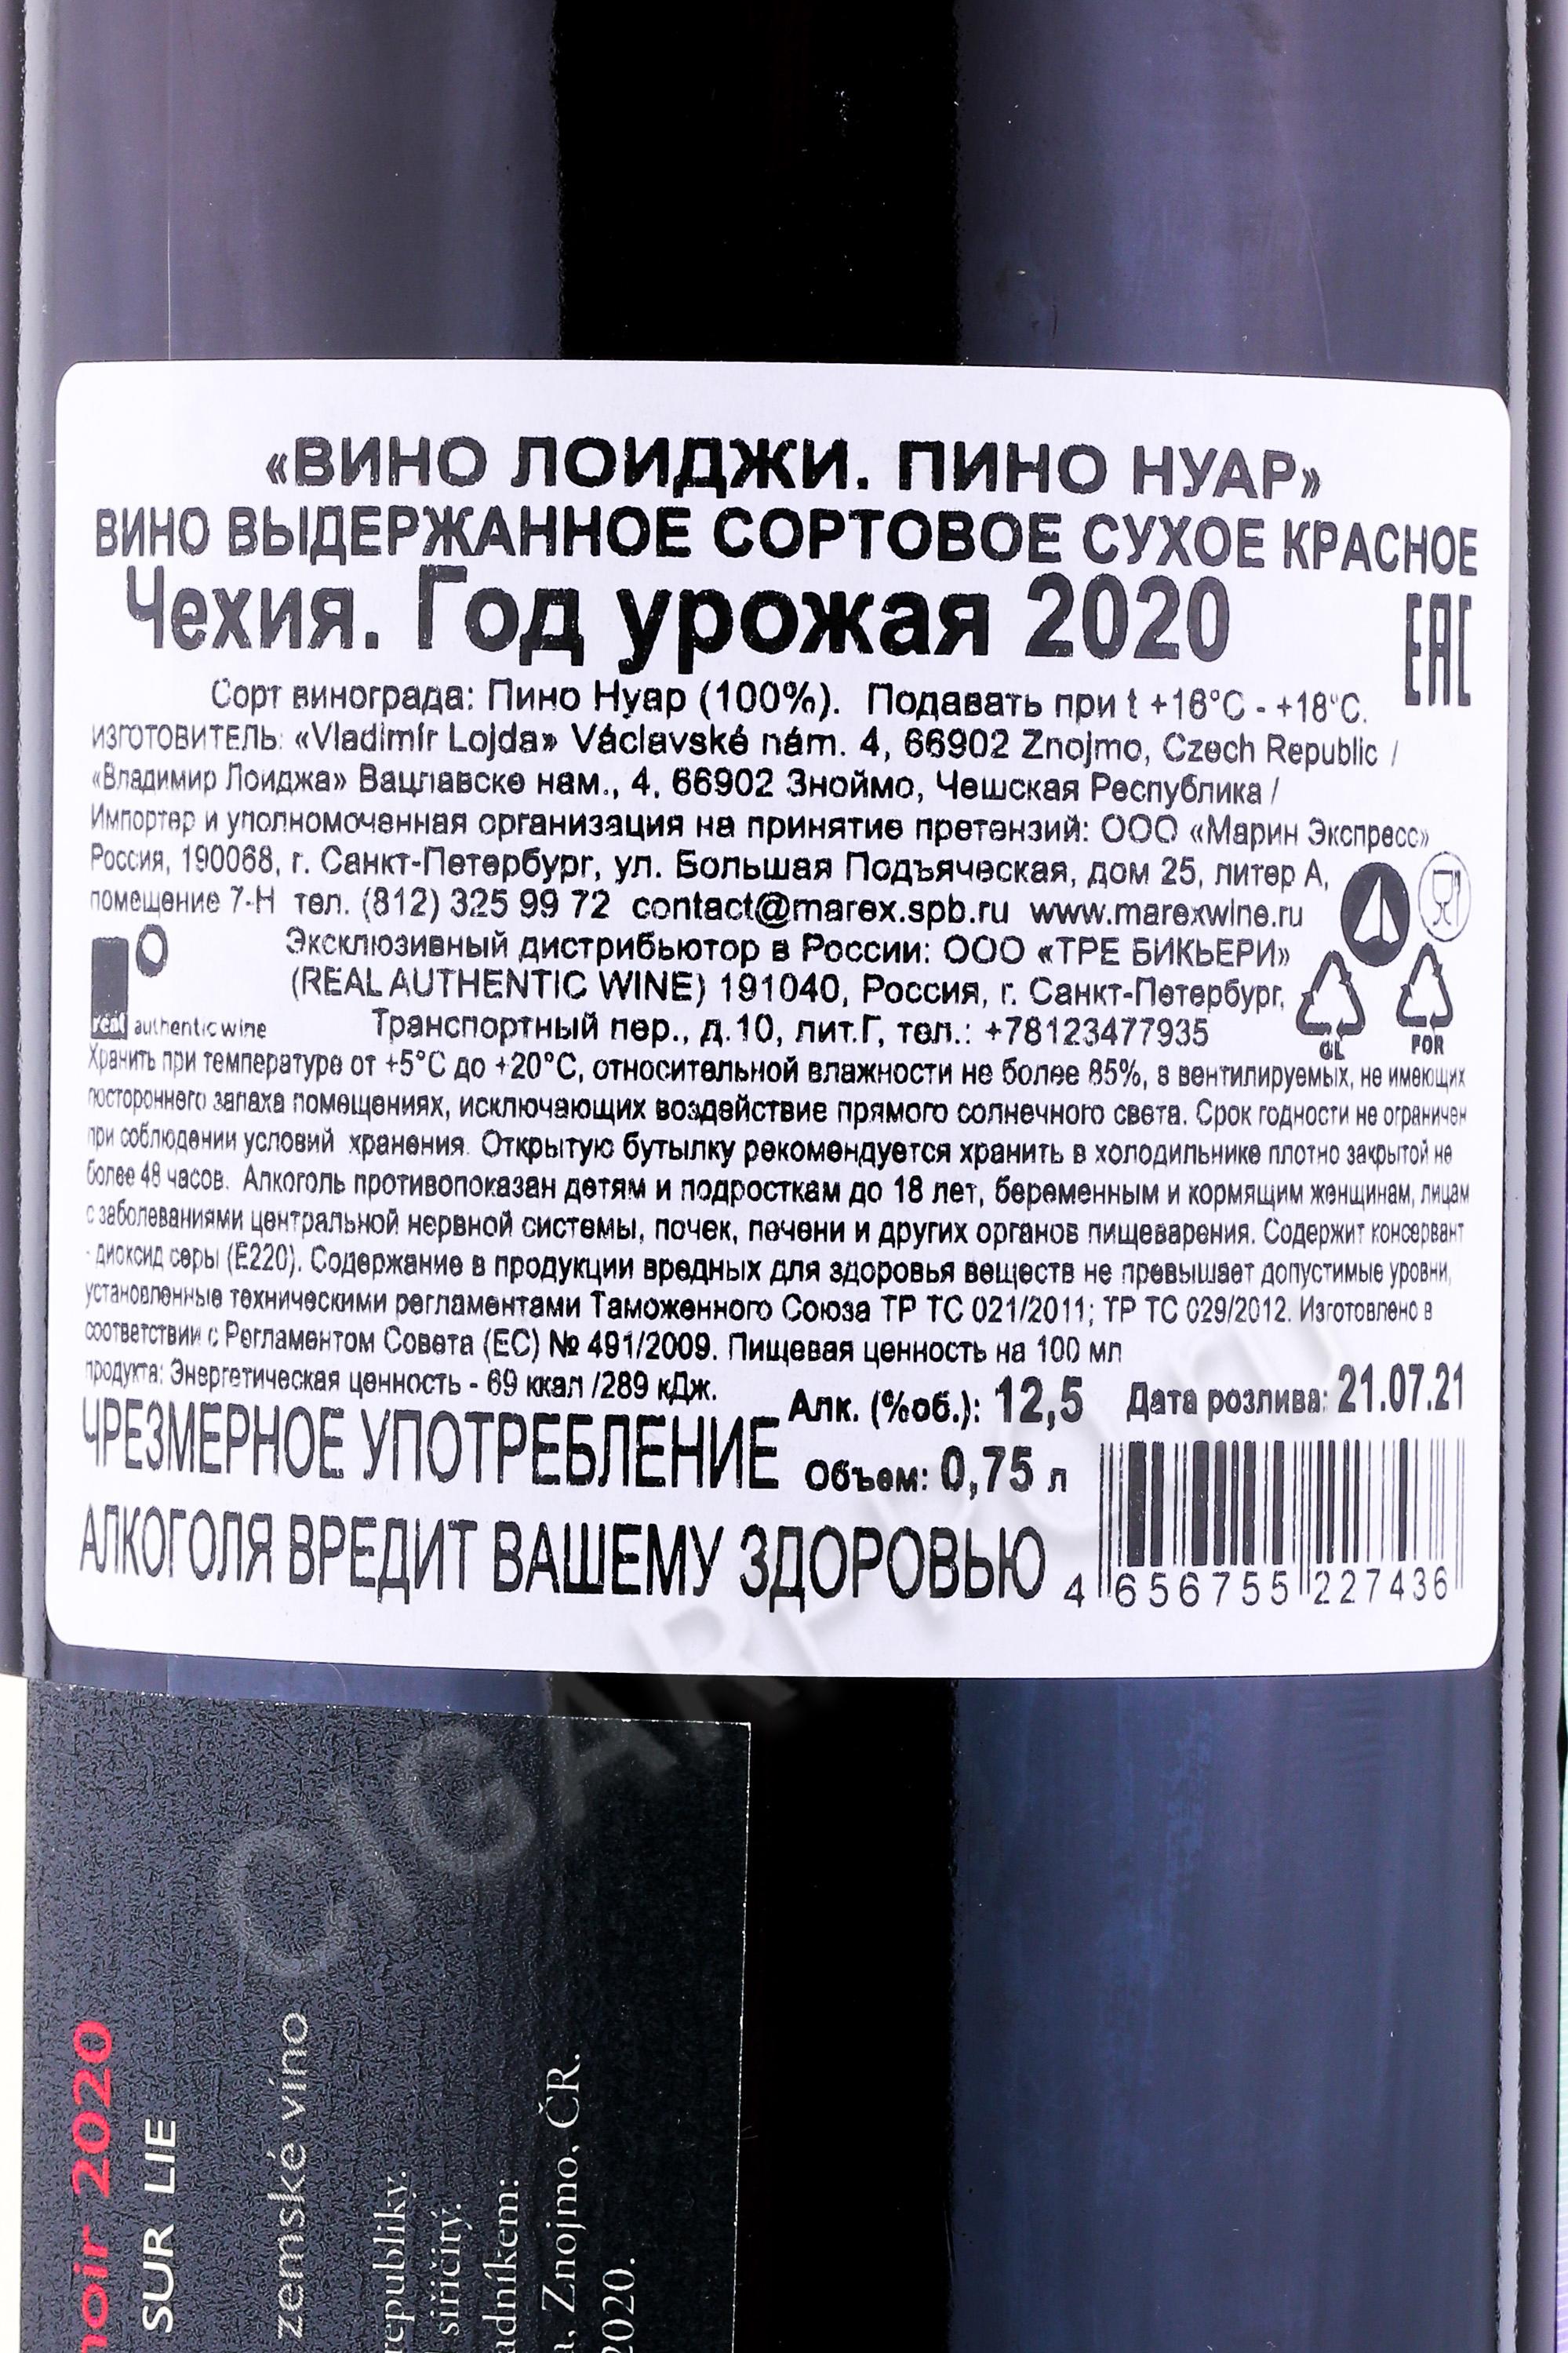 «ВИНО ЛОИДЖИ. ПИНО НУАР»
ВИНО ВЫДЕРЖАННОЕ СОРТОВОЕ СУХОЕ КРАСНОЕ
Чехия. Год урожая 2020
EAC
Сорт винограда: Пино Нуар (100%). Подавать при t +16°C - +18°C.
ИЗГОТОВИТЕЛЬ: «Vladimír Lojda» Václavské nám. 4, 66902 Znojmo, Czech Republic /
«Владимир Лоиджа» Вацлавске нам., 4, 66902 Зноймо, Чешская Республика /
Импортер и уполномоченная организация на принятие претензий: ООО «Марин Экспресс»
Россия, 190068, г. Санкт-Петербург, ул. Большая Подъяческая, дом 25, литер А,
помещение 7-Н тел. (812) 325 99 72 contact@marex.spb.ru www.marexwine.ru
Эксклюзивный дистрибьютор в России: ООО «ТРЕ БИКЬЕРИ»
(REAL AUTHENTIC WINE) 191040, Россия, г. Санкт-Петербург,
real authentic wine
Транспортный пер., д.10, лит.Г, тел.: +78123477935
GL FOR
Хранить при температуре от +5°C до +20°C, относительной влажности не более 85%, в вентилируемых, не имеющих
постороннего запаха помещениях, исключающих воздействие прямого солнечного света. Срок годности не ограничен
при соблюдении условий хранения. Открытую бутылку рекомендуется хранить в холодильнике плотно закрытой не
более 48 часов. Алкоголь противопоказан детям и подросткам до 18 лет, беременным и кормящим женщинам, лицам
с заболеваниями центральной нервной системы, почек, печени и других органов пищеварения. Содержит консервант
- диоксид серы (E220). Содержание в продукции вредных для здоровья веществ не превышает допустимые уровни,
установленные техническими регламентами Таможенного Союза ТР ТС 021/2011; ТР ТС 029/2012. Изготовлено в
соответствии с Регламентом Совета (ЕС) № 491/2009. Пищевая ценность на 100 мл
продукта: Энергетическая ценность - 69 ккал /289 кДж.
Алк. (%об.): 12,5 Дата розлива: 21.07.21
ЧРЕЗМЕРНОЕ УПОТРЕБЛЕНИЕ
Объем: 0,75 л
АЛКОГОЛЯ ВРЕДИТ ВАШЕМУ ЗДОРОВЬЮ
4 656755 227436
CIGARPRO.ru
noir 2020
SUR LIE
zemské víno
republiky.
siřičitý.
adníkem:
a, Znojmo, ČR.
2020.